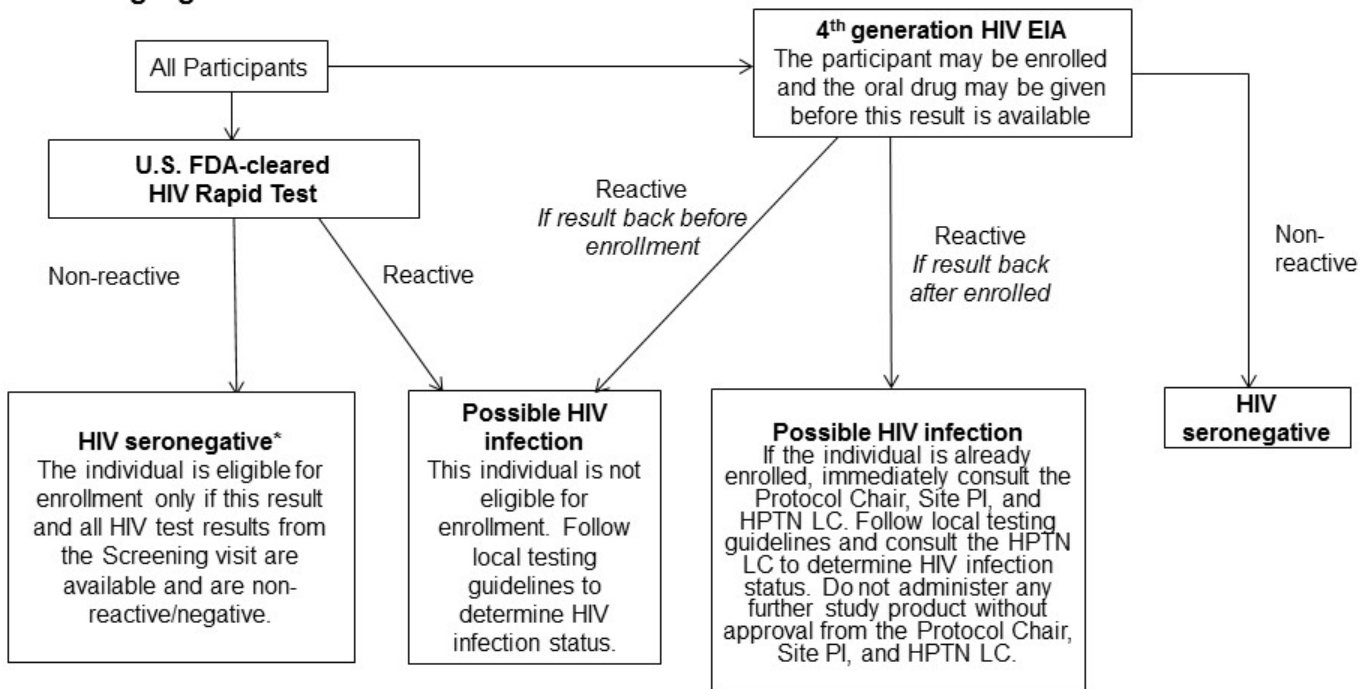 All Participants
4th generation HIV EIA
The participant may be enrolled
and the oral drug may be given
before this result is available
U.S. FDA-cleared
HIV Rapid Test
Non-reactive
Reactive
Reactive
If result back before
enrollment
Reactive
If result back
after enrolled
Non-
reactive
HIV seronegative*
The individual is eligible for
enrollment only if this result
and all HIV test results from
the Screening visit are
available and are non-
reactive/negative.
Possible HIV
infection
This individual is not
eligible for
enrollment. Follow
local testing
guidelines to
determine HIV
infection status.
Possible HIV infection
If the individual is already
enrolled, immediately consult the
Protocol Chair, Site PI, and
HPTN LC. Follow local testing
guidelines and consult the HPTN
LC to determine HIV infection
status. Do not administer any
further study product without
approval from the Protocol Chair,
Site PI, and HPTN LC.
HIV
seronegative